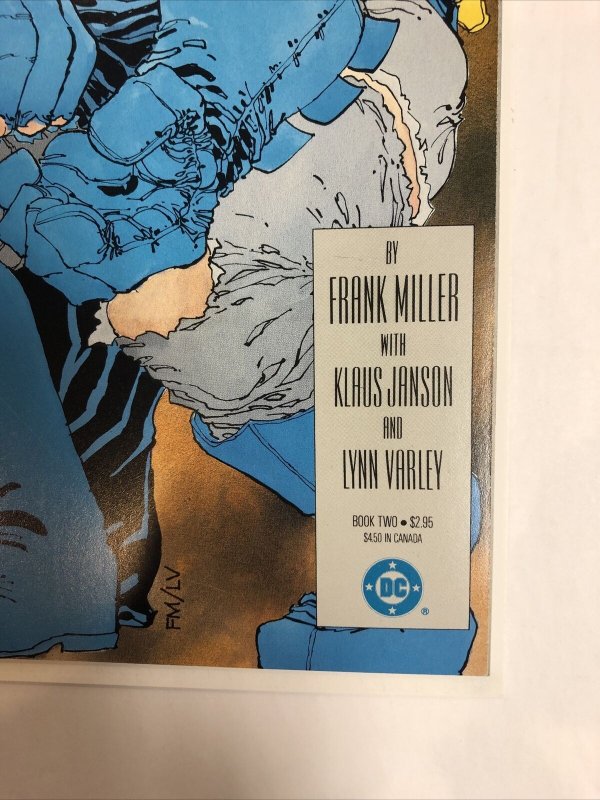 BY
FRANK MILLER
WITH
KLAUS JANSON
AND
LYNN VARLEY
BOOK TWO • $2.95
$4.50 IN CANADA
DC
®
FM/LV